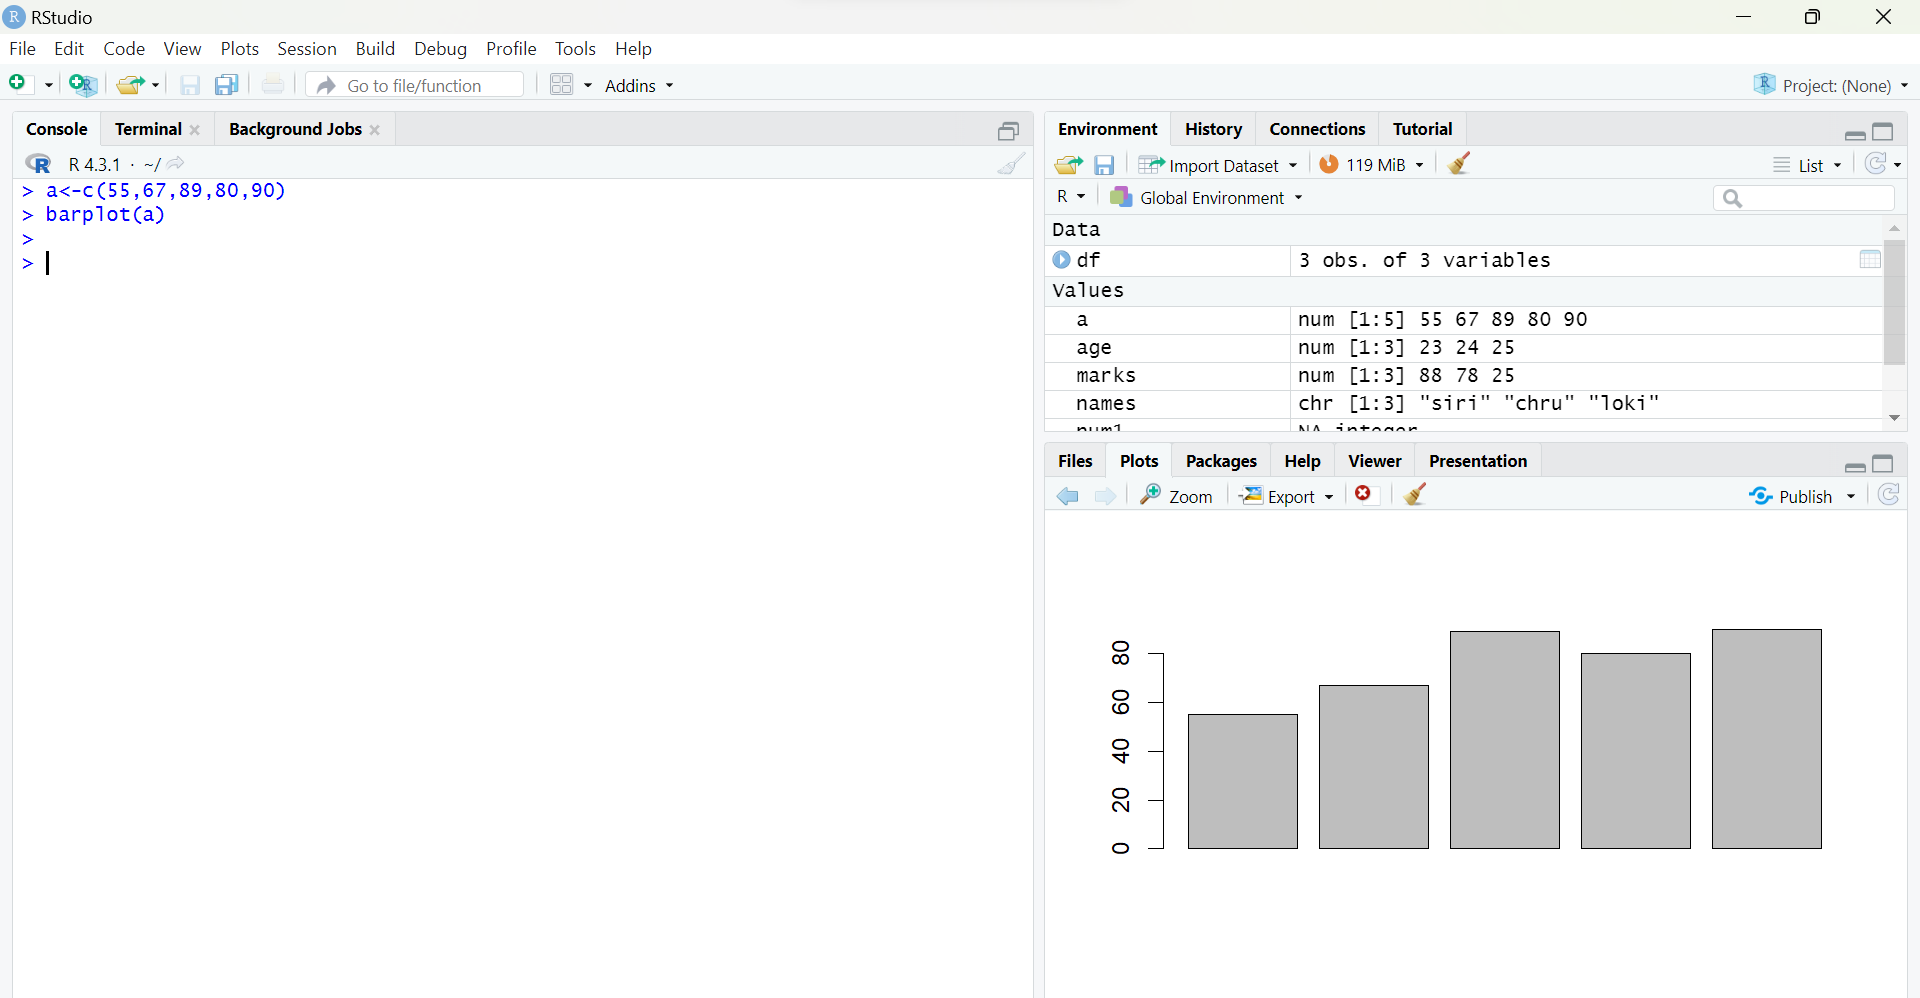 RStudio
File Edit Code View Plots Session Build Debug Profile Tools Help
Go to file/function Addins Project: (None)
Console Terminal Background Jobs
R 4.3.1 · ~/
> a<-c(55,67,89,80,90)
> barplot(a)
>
>
Environment History Connections Tutorial
Import Dataset 119 MiB List
R Global Environment
Data
df 3 obs. of 3 variables
Values
a num [1:5] 55 67 89 80 90
age num [1:3] 23 24 25
marks num [1:3] 88 78 25
names chr [1:3] "siri" "chru" "loki"
num1 NA integer
Files Plots Packages Help Viewer Presentation
Zoom Export Publish
80
60
40
20
0